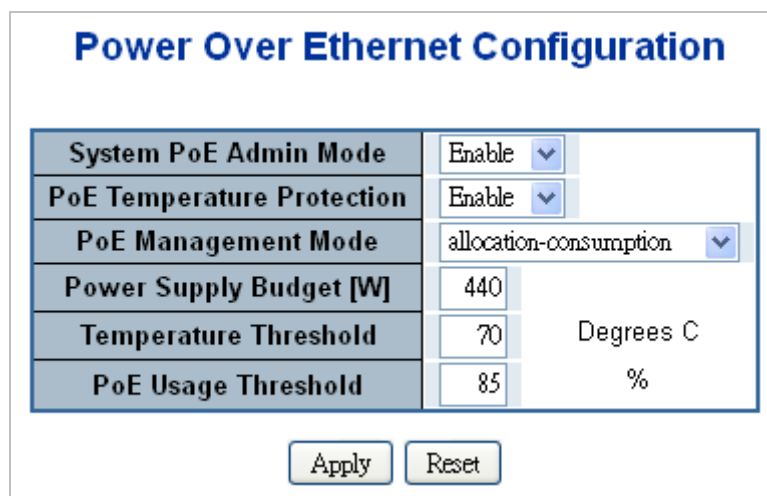 Power Over Ethernet Configuration
System PoE Admin Mode Enable
PoE Temperature Protection Enable
PoE Management Mode allocation-consumption
Power Supply Budget [W] 440
Temperature Threshold 70 Degrees C
PoE Usage Threshold 85 %
Apply Reset